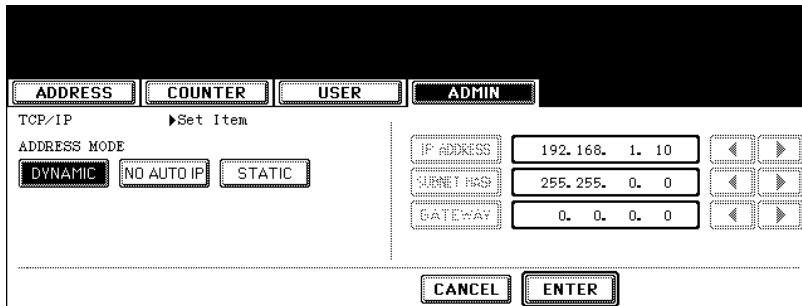 ADDRESS COUNTER USER ADMIN
TCP/IP ▶Set Item
ADDRESS MODE
DYNAMIC NO AUTO IP STATIC
IP ADDRESS 192.168. 1. 10
SUBNET MASK 255.255. 0. 0
GATEWAY 0. 0. 0. 0
CANCEL ENTER